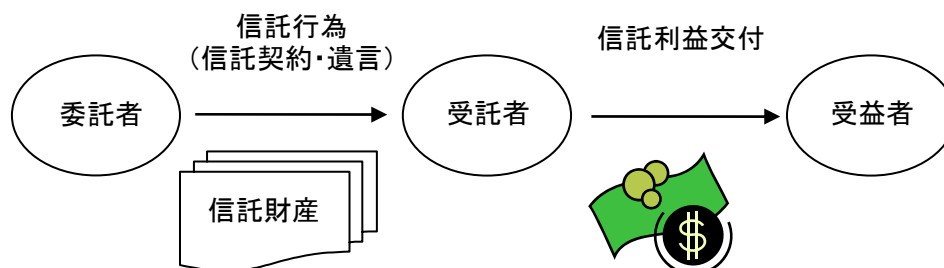 信託行為
（信託契約・遺言）
信託利益交付
委託者
受託者
受益者
信託財産
$